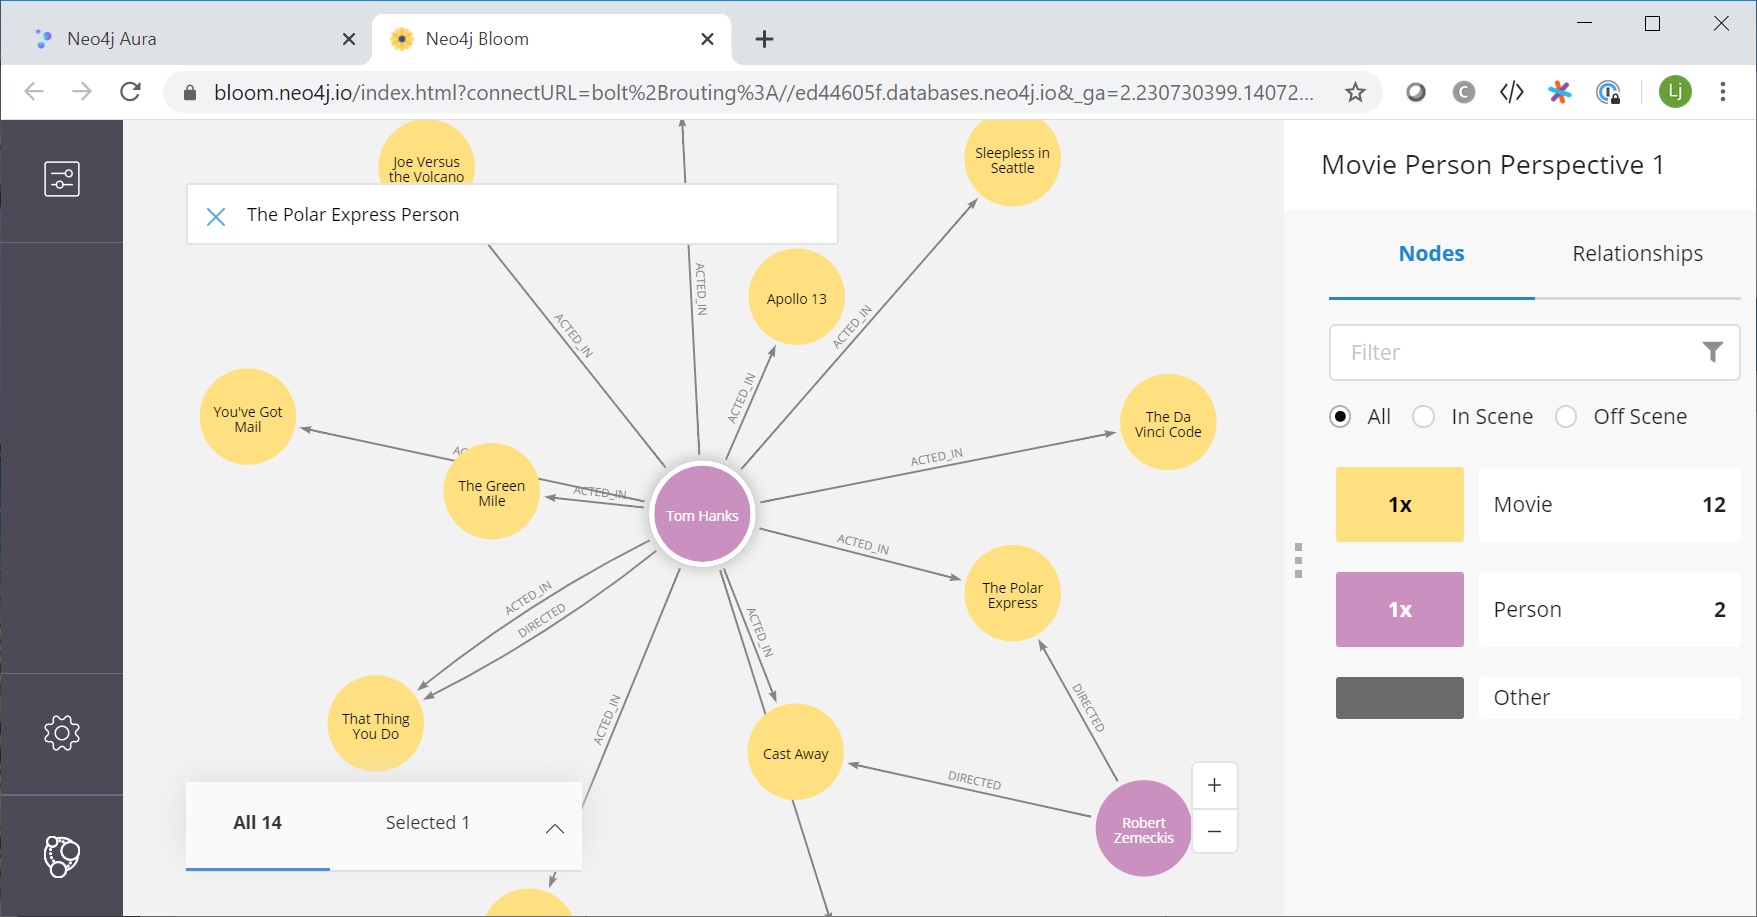 Neo4j Aura
Neo4j Bloom
bloom.neo4j.io/index.html?connectURL=bolt%2Brouting%3A//ed44605f.databases.neo4j.io&_ga=2.230730399.14072...
C
Lj
Joe Versus
the Volcano
Sleepless in
Seattle
Movie Person Perspective 1
The Polar Express Person
Nodes
Relationships
ACTED_IN
Apollo 13
ACTED_IN
ACTED_IN
Filter
ACTED_IN
You've Got
Mail
The Da
Vinci Code
All
In Scene
Off Scene
AC
ACTED_IN
The Green
Mile
ACTED_IN
Tom Hanks
1x
Movie
12
ACTED_IN
The Polar
Express
ACTED_IN
DIRECTED
ACTED_IN
1x
Person
2
That Thing
You Do
ACTED_IN
DIRECTED
Other
Cast Away
DIRECTED
All 14
Selected 1
Robert
Zemeckis